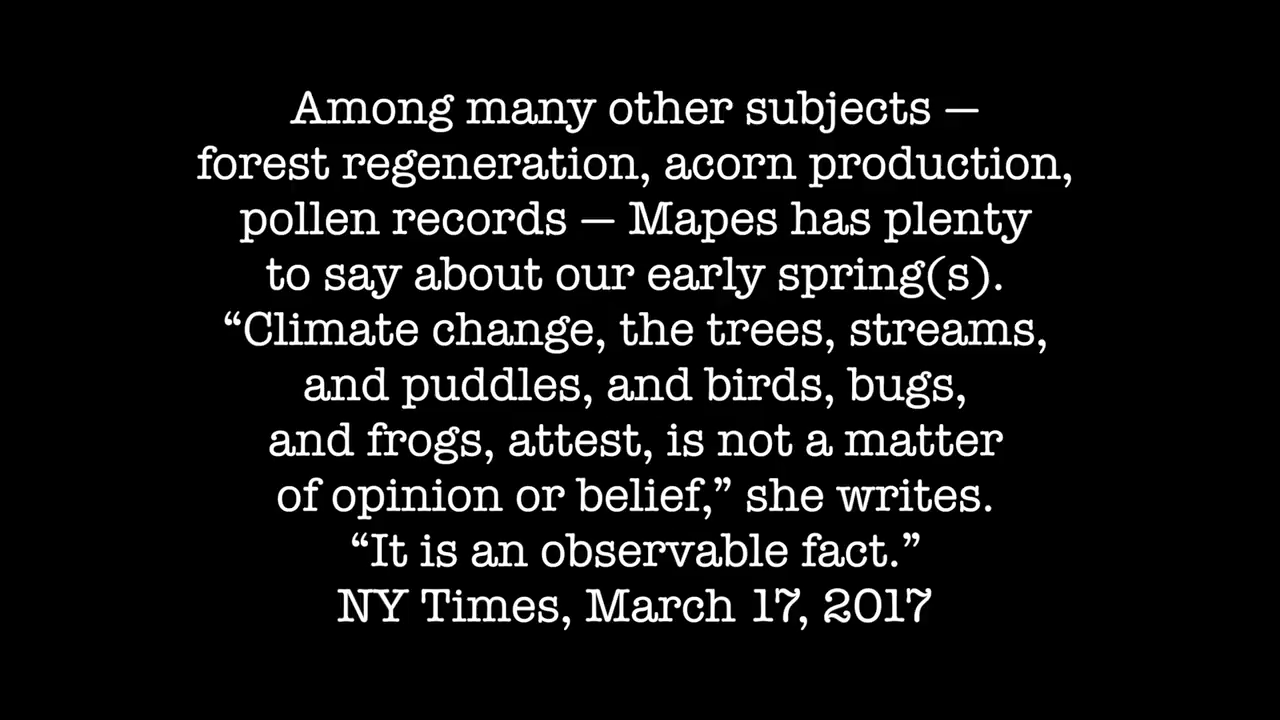 Among many other subjects —
forest regeneration, acorn production,
pollen records — Mapes has plenty
to say about our early spring(s).
“Climate change, the trees, streams,
and puddles, and birds, bugs,
and frogs, attest, is not a matter
of opinion or belief,” she writes.
“It is an observable fact.”
NY Times, March 17, 2017